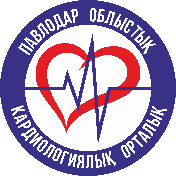 ПАВЛОДАР ОБЛЫСТЫҚ
КАРДИОЛОГИЯЛЫҚ ОРТАЛЫҚ